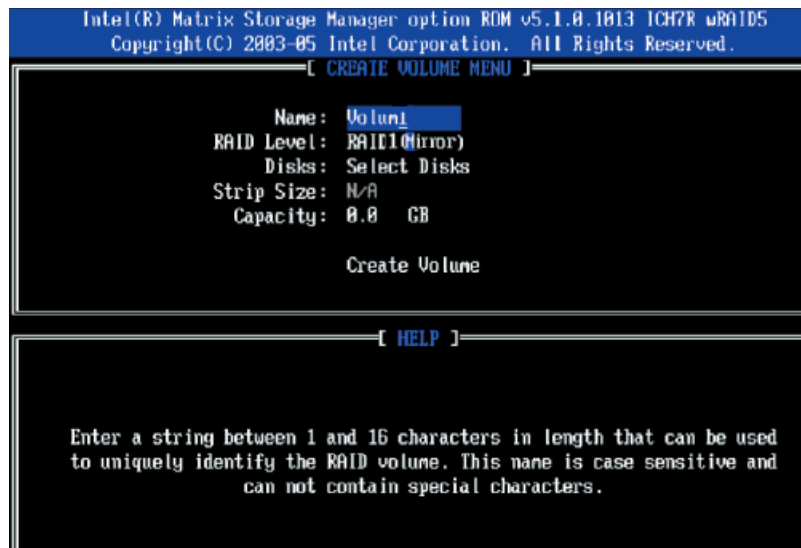 Intel(R) Matrix Storage Manager option ROM v5.1.0.1013 ICH7R wRAID5
Copyright(C) 2003-05 Intel Corporation. All Rights Reserved.
[ CREATE VOLUME MENU ]
Name: Volum1
RAID Level: RAID1(Mirror)
Disks: Select Disks
Strip Size: N/A
Capacity: 0.0 GB
Create Volume
[ HELP ]
Enter a string between 1 and 16 characters in length that can be used
to uniquely identify the RAID volume. This name is case sensitive and
can not contain special characters.